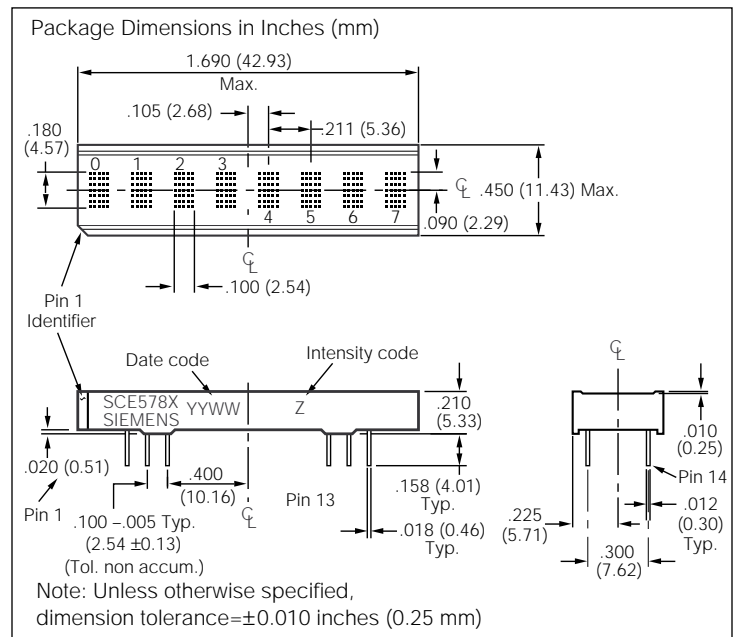 Package Dimensions in Inches (mm)
1.690 (42.93)
Max.
.105 (2.68)
.211 (5.36)
.180
(4.57)
0 1 2 3
4 5 6 7
℄ .450 (11.43) Max.
.090 (2.29)
℄
.100 (2.54)
Pin 1
Identifier
Date code
Intensity code
℄
SCE578X
SIEMENS
YYWW
Z
.210
(5.33)
.010
(0.25)
.020 (0.51)
.400
(10.16)
.158 (4.01)
Typ.
Pin 14
Pin 1
Pin 13
.100 –.005 Typ.
(2.54 ±0.13)
(Tol. non accum.)
℄
.018 (0.46)
Typ.
.225
(5.71)
.012
(0.30)
Typ.
.300
(7.62)
Note: Unless otherwise specified,
dimension tolerance=±0.010 inches (0.25 mm)